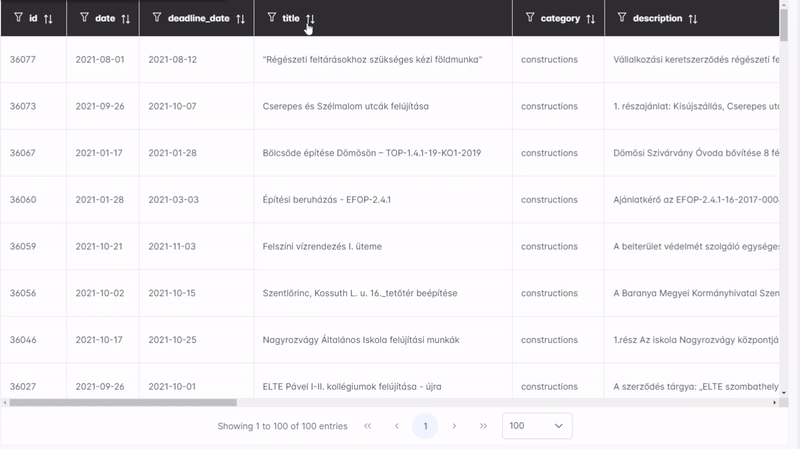 id date deadline_date title category description
36077 2021-08-01 2021-08-12 "Régészeti feltárásokhoz szükséges kézi földmunka" constructions Vállalkozási keretszerződés régészeti fe
36073 2021-09-26 2021-10-07 Cserepes és Szélmalom utcák felújítása constructions 1. részajánlat: Kisújszállás, Cserepes utc
36067 2021-01-17 2021-01-28 Bölcsőde építése Dömösön – TOP-1.4.1-19-KO1-2019 constructions Dömösi Szivárvány Óvoda bővítése 8 fé
36060 2021-01-28 2021-03-03 Építési beruházás - EFOP-2.4.1 constructions Ajánlatkérő az EFOP-2.4.1-16-2017-000
36059 2021-10-21 2021-11-03 Felszíni vízrendezés I. üteme constructions A belterület védelmét szolgáló egysége
36056 2021-10-02 2021-10-15 Szentlőrinc, Kossuth L. u. 16._tetőtér beépítése constructions A Baranya Megyei Kormányhivatal Szen
36046 2021-10-17 2021-10-25 Nagyrozvágy Általános Iskola felújítási munkák constructions 1.rész Az iskola Nagyrozvágy központjá
36027 2021-09-26 2021-10-01 ELTE Pável I-II. kollégiumok felújítása - újra constructions A szerződés tárgya: „ELTE szombathely
Showing 1 to 100 of 100 entries << < 1 > >> 100